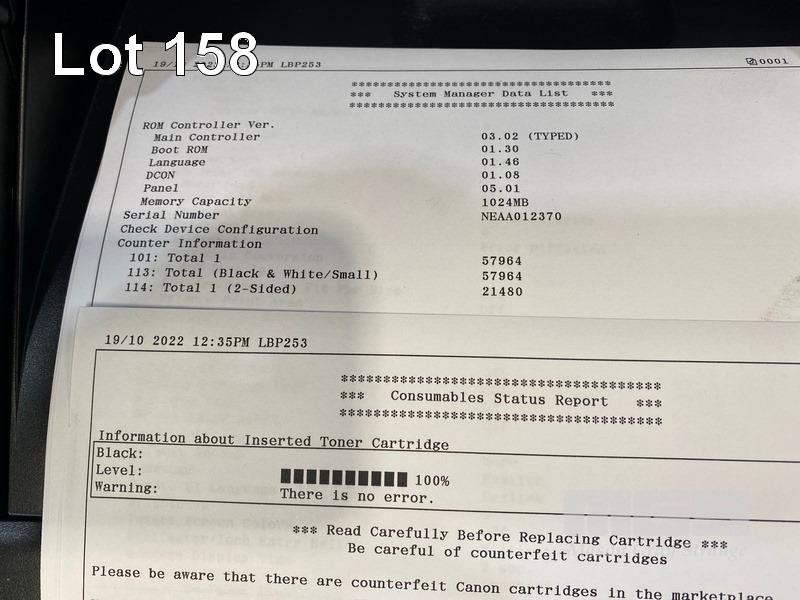 Lot 158
19/ PM LBP253
0001
************************************
*** System Manager Data List ***
************************************
ROM Controller Ver.
Main Controller 03.02 (TYPED)
Boot ROM 01.30
Language 01.46
DCON 01.08
Panel 05.01
Memory Capacity 1024MB
Serial Number NEAA012370
Check Device Configuration
Counter Information
101: Total 1 57964
113: Total (Black & White/Small) 57964
114: Total 1 (2-Sided) 21480
19/10 2022 12:35PM LBP253
**************************************
*** Consumables Status Report ***
**************************************
Information about Inserted Toner Cartridge
Black:
Level: 100%
Warning: There is no error.
*** Read Carefully Before Replacing Cartridge ***
Be careful of counterfeit cartridges
Please be aware that there are counterfeit Canon cartridges in the marketplace